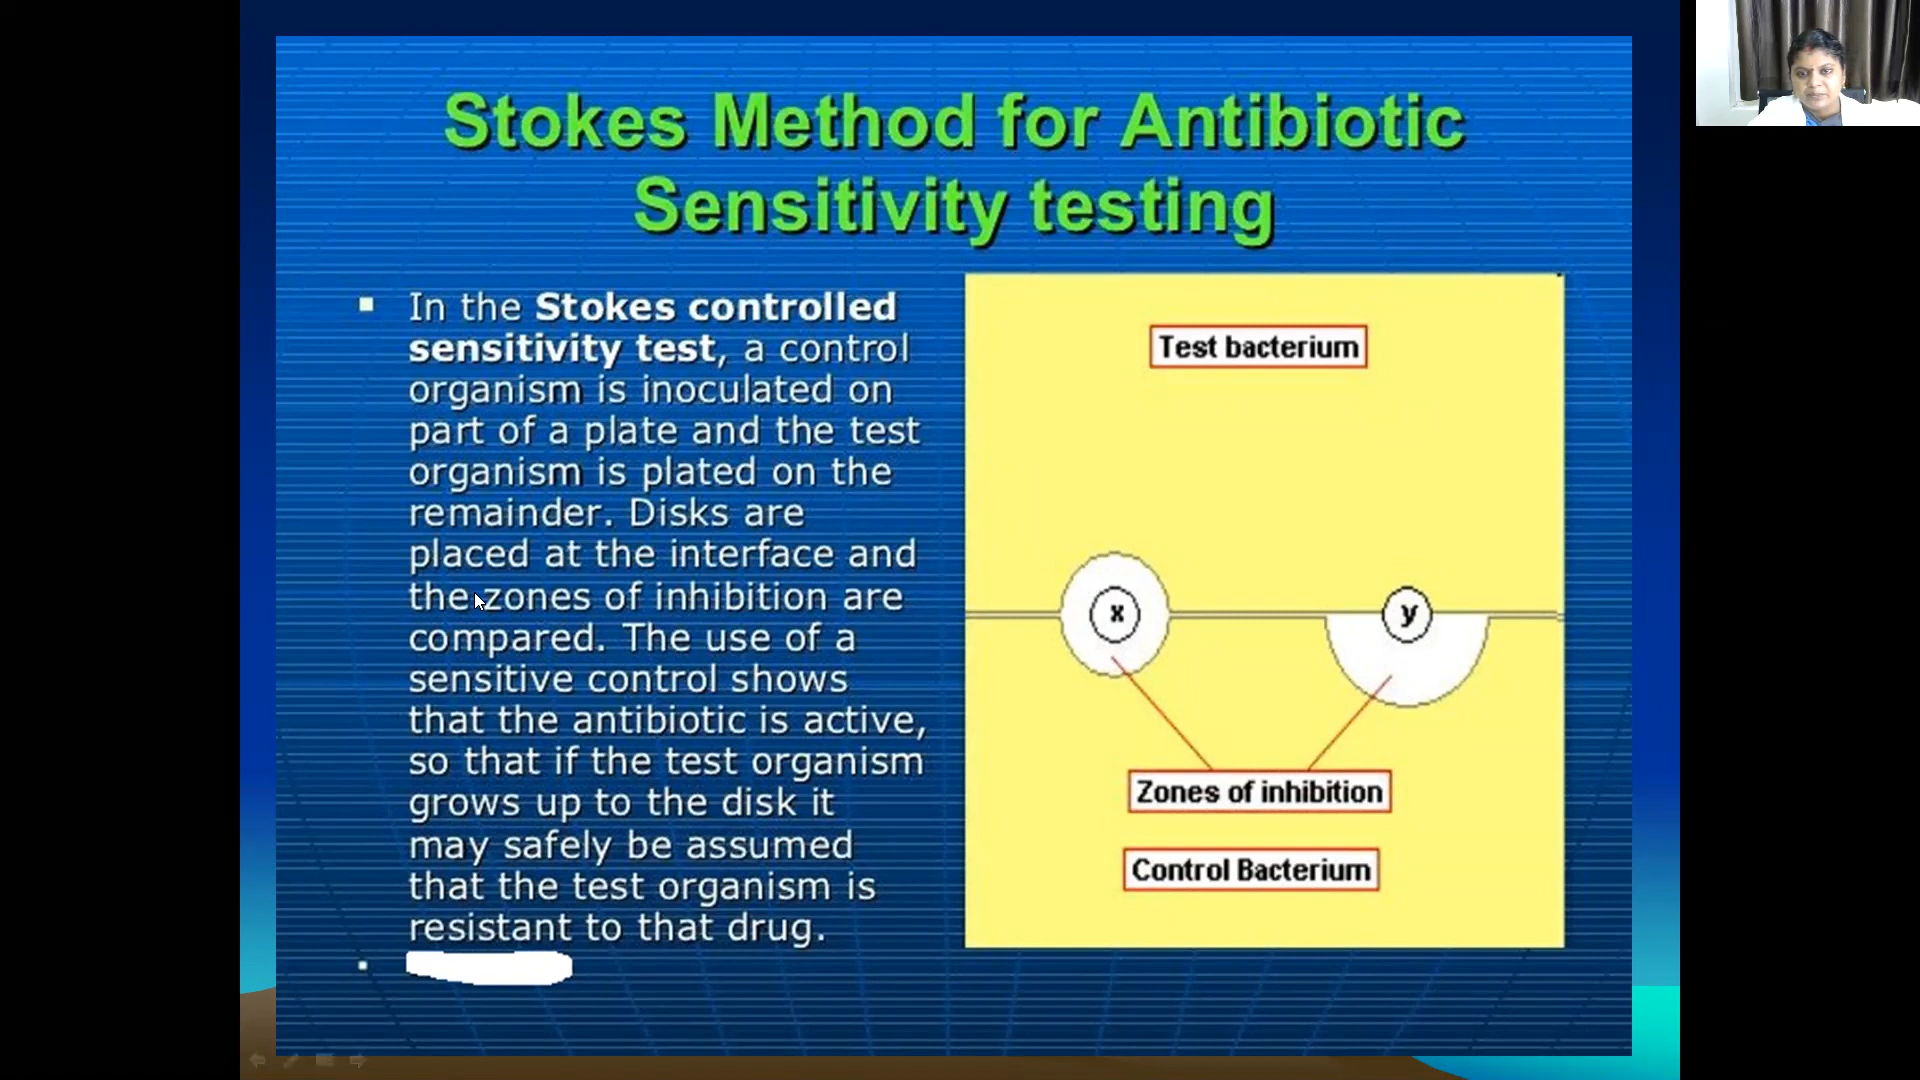 Stokes Method for Antibiotic
Sensitivity testing
In the Stokes controlled
sensitivity test, a control
organism is inoculated on
part of a plate and the test
organism is plated on the
remainder. Disks are
placed at the interface and
the zones of inhibition are
compared. The use of a
sensitive control shows
that the antibiotic is active,
so that if the test organism
grows up to the disk it
may safely be assumed
that the test organism is
resistant to that drug.
Test bacterium
x
y
Zones of inhibition
Control Bacterium